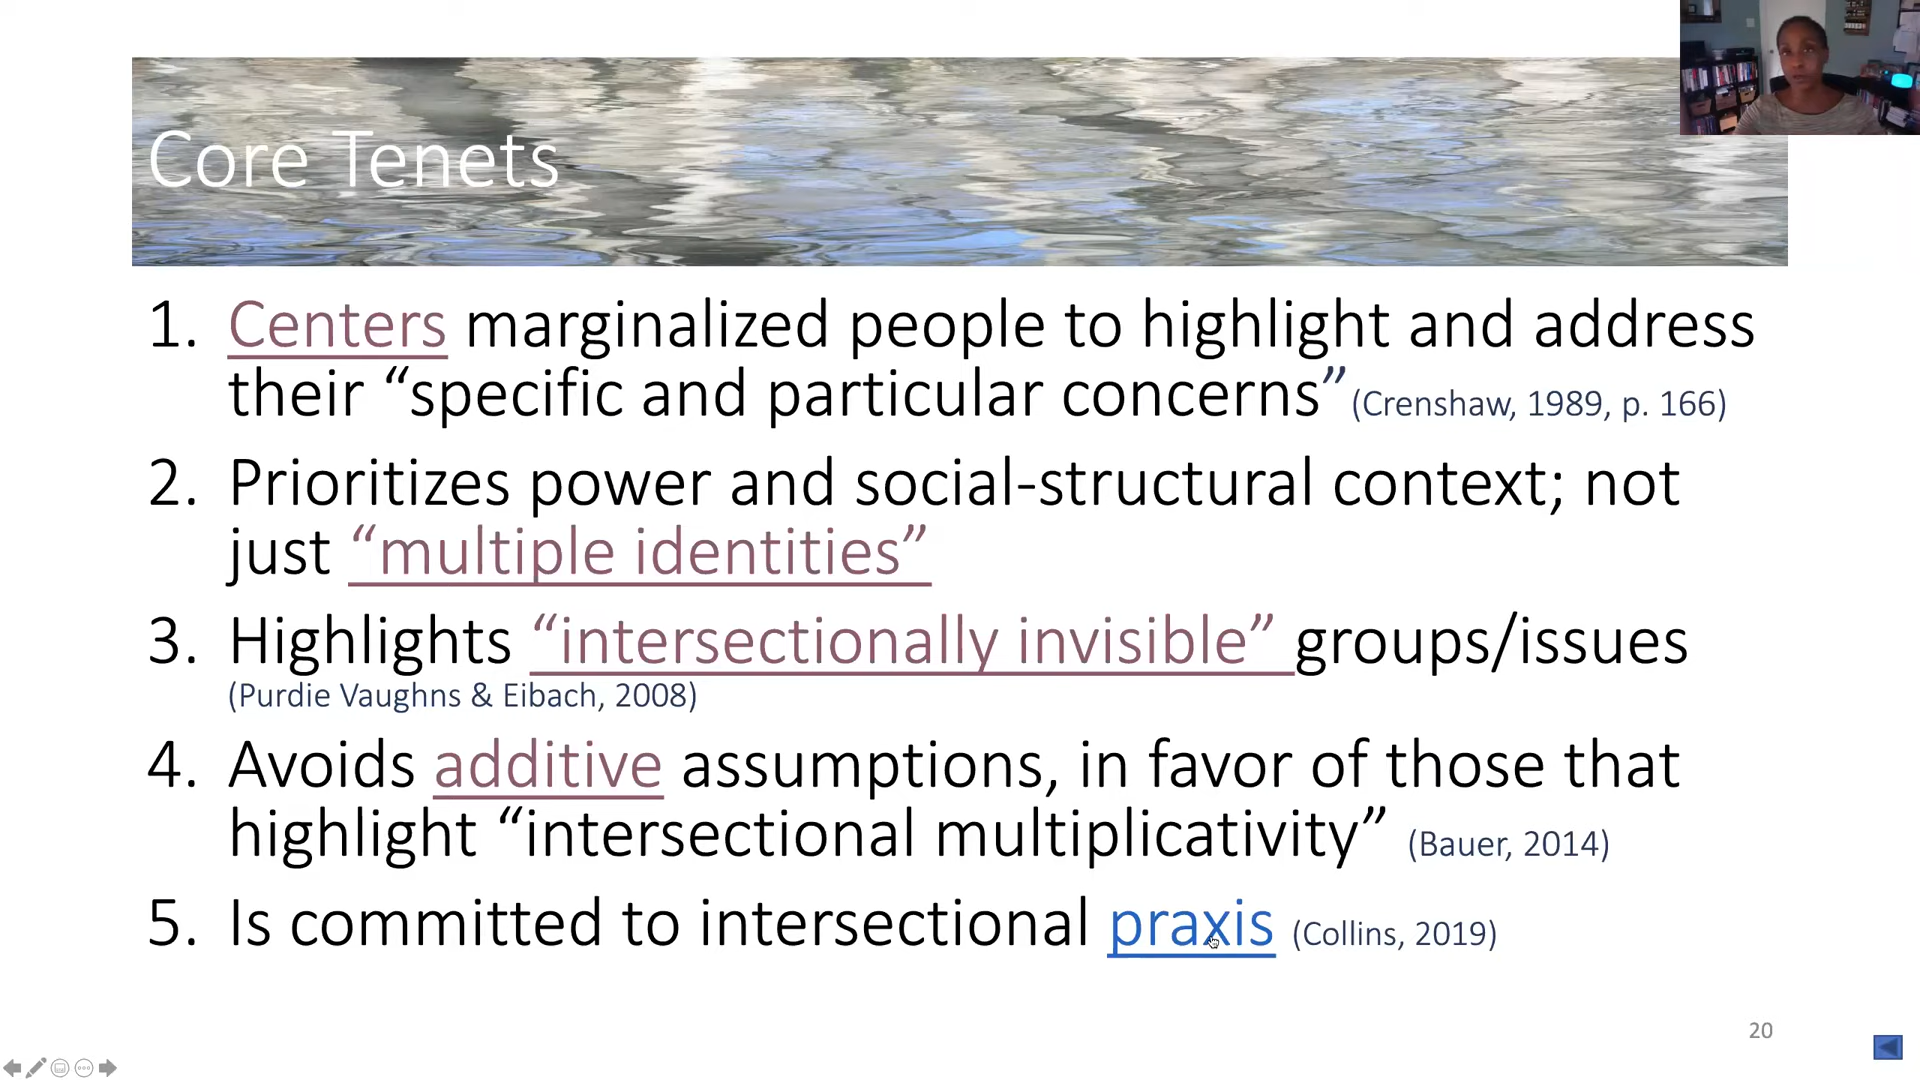 Core Tenets
1. Centers marginalized people to highlight and address
their “specific and particular concerns” (Crenshaw, 1989, p. 166)
2. Prioritizes power and social-structural context; not
just “multiple identities”
3. Highlights “intersectionally invisible” groups/issues
(Purdie Vaughns & Eibach, 2008)
4. Avoids additive assumptions, in favor of those that
highlight “intersectional multiplicativity” (Bauer, 2014)
5. Is committed to intersectional praxis (Collins, 2019)
20